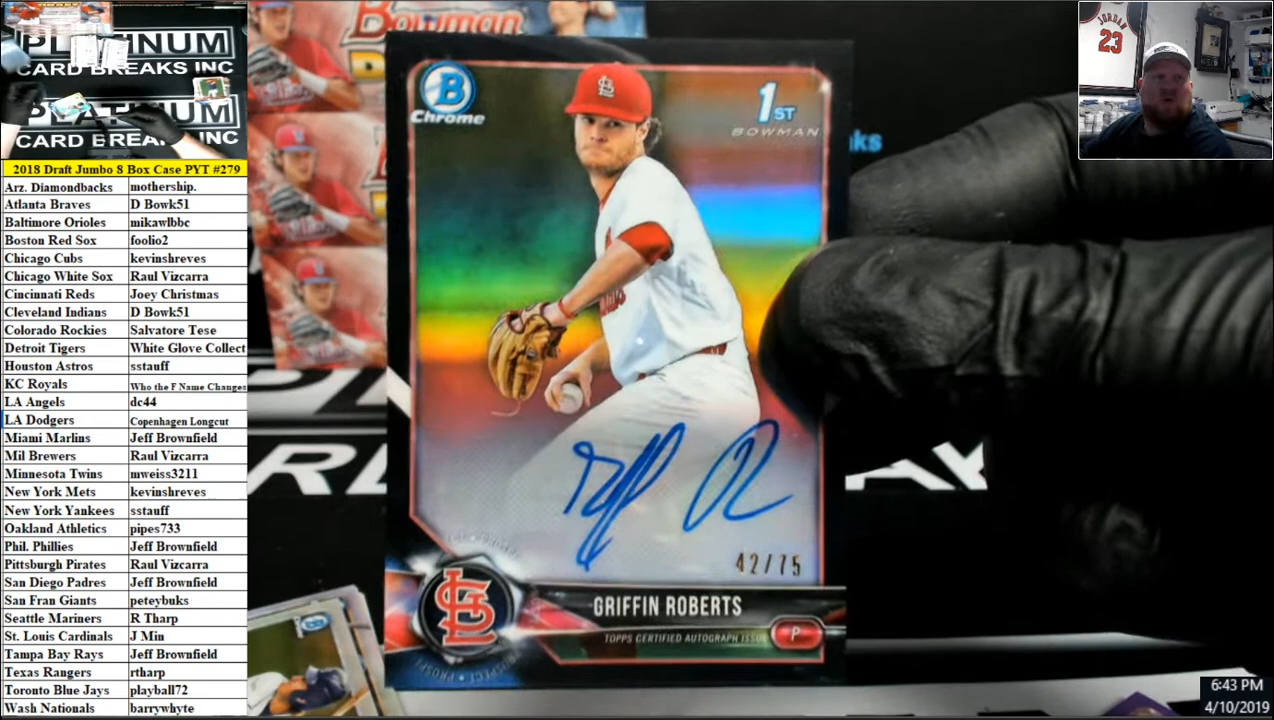 PLATINUM
CARD BREAKS INC
PLATINUM
CARD BREAKS INC
2018 Draft Jumbo 8 Box Case PYT #279
Arz. Diamondbacks mothership.
Atlanta Braves D Bowk51
Baltimore Orioles mikawlbbc
Boston Red Sox foolio2
Chicago Cubs kevinshreves
Chicago White Sox Raul Vizcarra
Cincinnati Reds Joey Christmas
Cleveland Indians D Bowk51
Colorado Rockies Salvatore Tese
Detroit Tigers White Glove Collect
Houston Astros sstauff
KC Royals Who the F Name Changes
LA Angels dc44
LA Dodgers Copenhagen Longcut
Miami Marlins Jeff Brownfield
Mil Brewers Raul Vizcarra
Minnesota Twins mweiss3211
New York Mets kevinshreves
New York Yankees sstauff
Oakland Athletics pipes733
Phil. Phillies Jeff Brownfield
Pittsburgh Pirates Raul Vizcarra
San Diego Padres Jeff Brownfield
San Fran Giants peteybuks
Seattle Mariners R Tharp
St. Louis Cardinals J Min
Tampa Bay Rays Jeff Brownfield
Texas Rangers rtharp
Toronto Blue Jays playball72
Wash Nationals barrywhyte
Bowman
B
Chrome
1ST
BOWMAN
42/75
GRIFFIN ROBERTS
TOPPS CERTIFIED AUTOGRAPH ISSUE
P
JORDAN
23
6:43 PM
4/10/2019